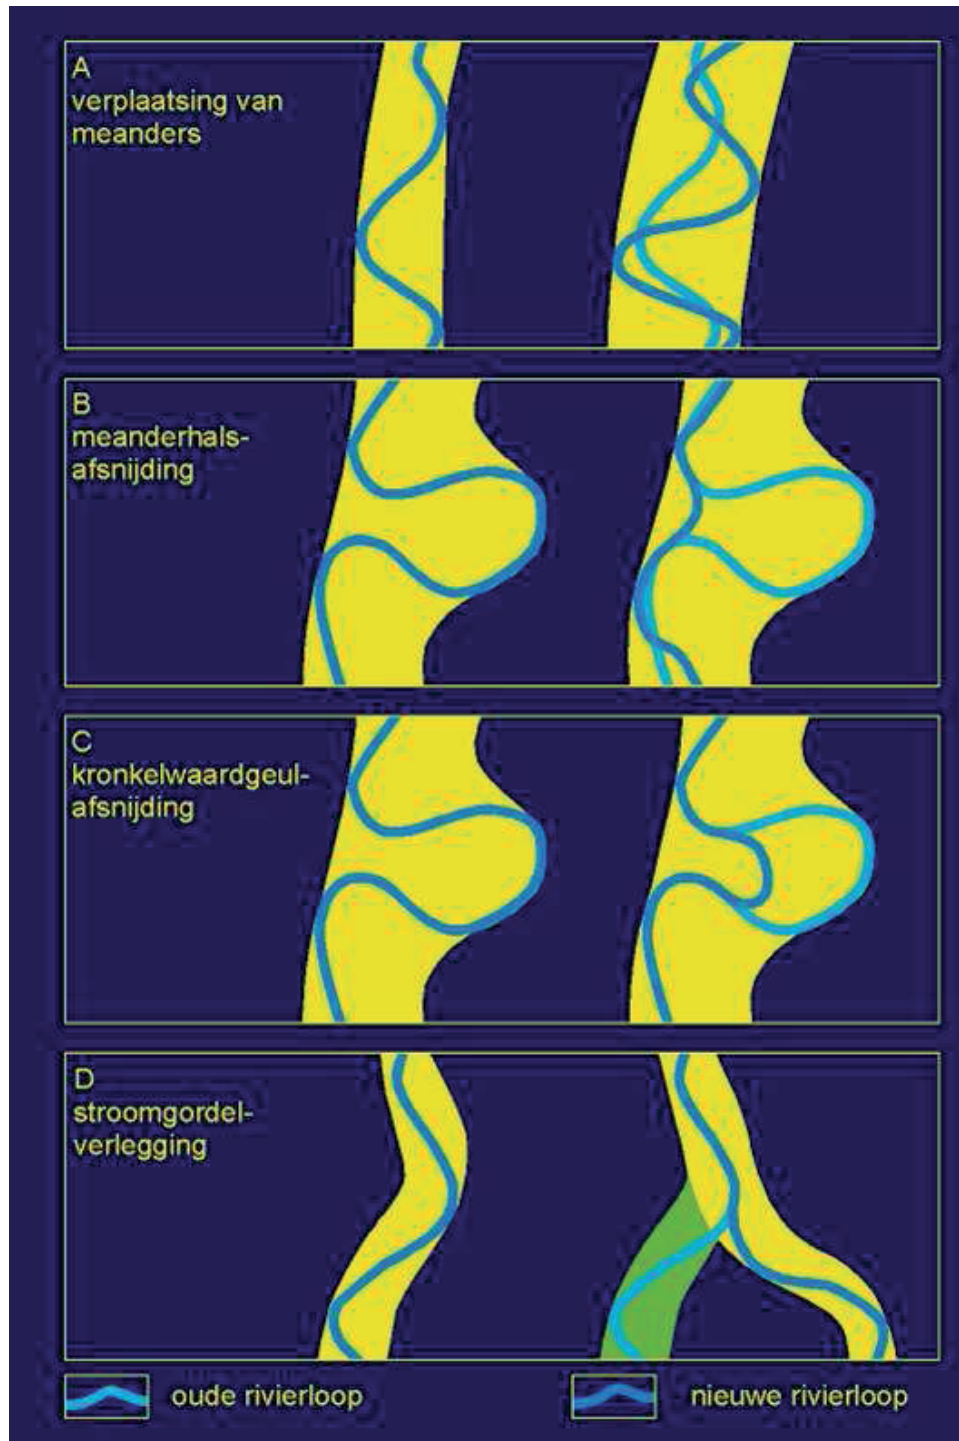 A
verplaatsing van
meanders
B
meanderhals-
afsnijding
C
kronkelwaardgeul-
afsnijding
D
stroomgordel-
verlegging
oude rivierloop
nieuwe rivierloop